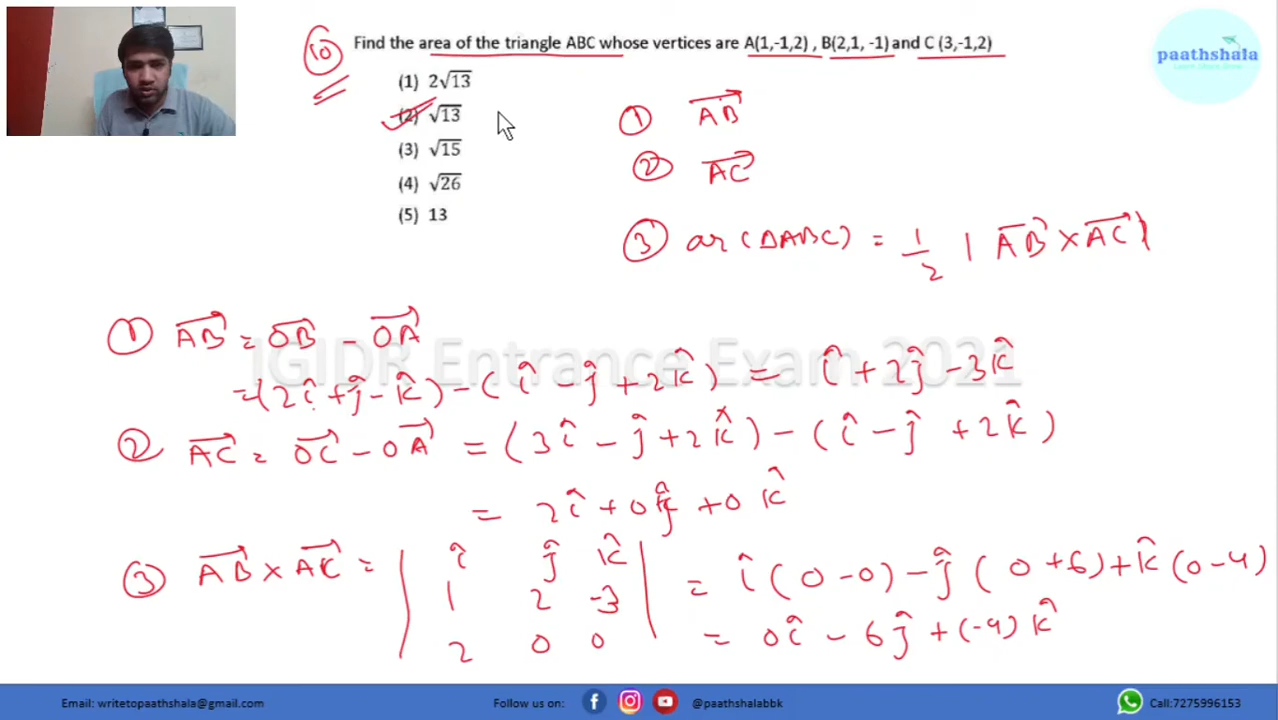 paathshala
(10) Find the area of the triangle ABC whose vertices are A(1,-1,2) , B(2,1, -1) and C (3,-1,2)
(1) 2√13
(2) √13
(3) √15
(4) √26
(5) 13
① AB
② AC
③ ar (ΔABC) = 1/2 | AB × AC |
IGIDR Entrance Exam 2021
① AB = OB - OA
=(2î+ĵ-k̂) - (î - ĵ + 2k̂) = î + 2ĵ - 3k̂
② AC = OC - OA = (3î - ĵ + 2k̂) - (î - ĵ + 2k̂)
= 2î + 0ĵ + 0k̂
③ AB × AC = | î ĵ k̂ | = î (0-0) - ĵ (0+6) + k̂ (0-4)
1 2 -3
2 0 0
= 0î - 6ĵ + (-4) k̂
Email: writetopaathshala@gmail.com Follow us on: @paathshalabbk Call:7275996153